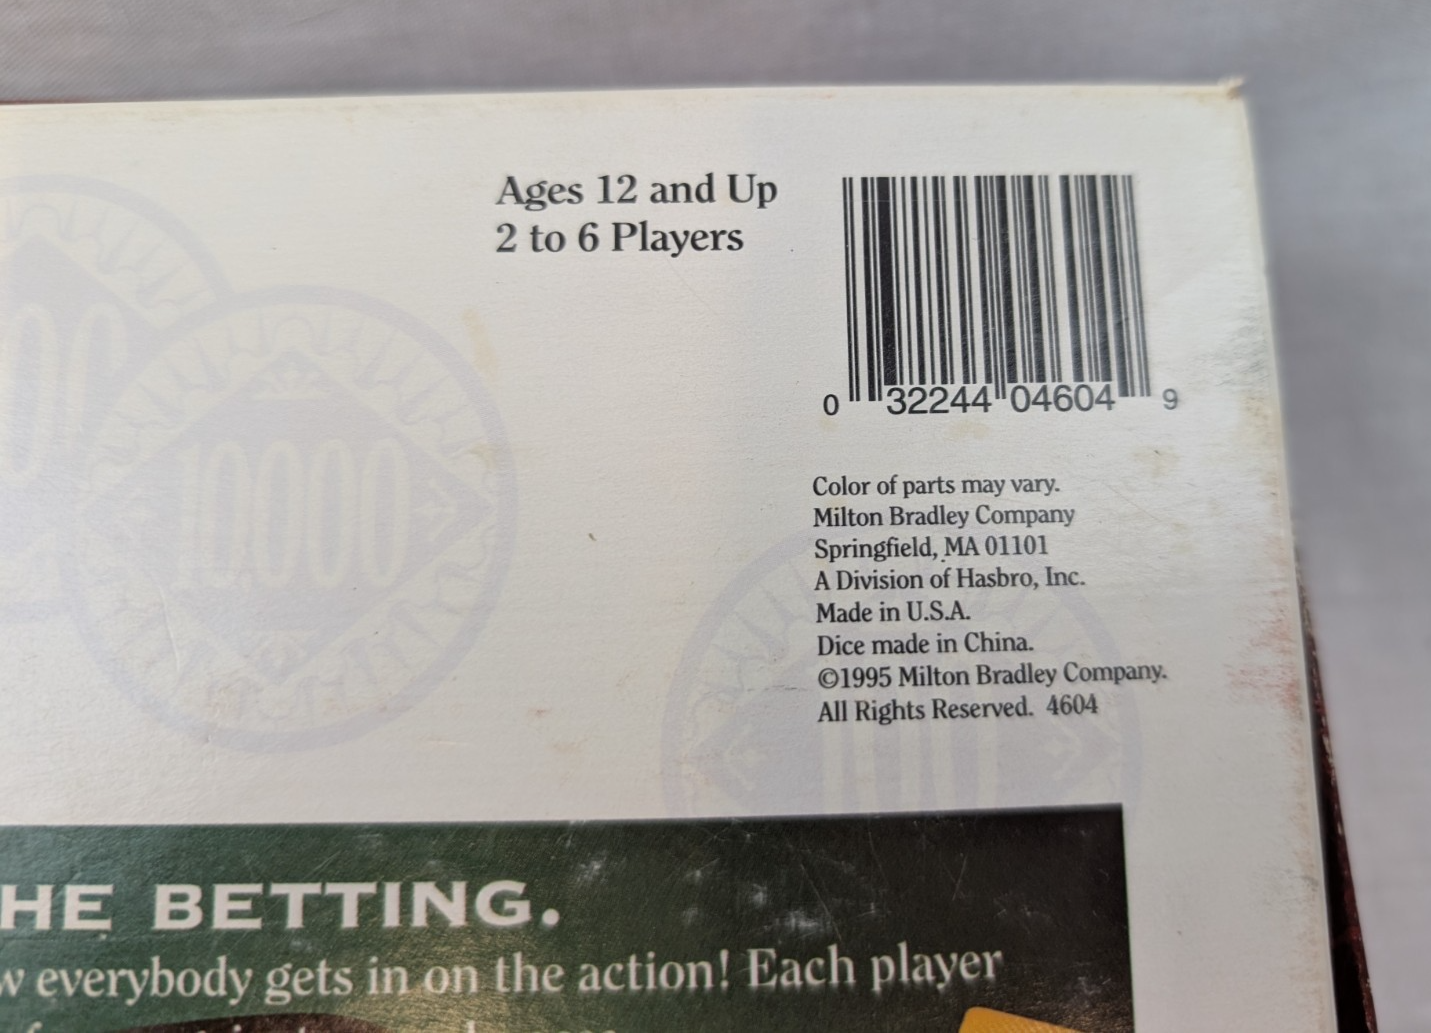 Ages 12 and Up
2 to 6 Players
0 32244 04604 9
Color of parts may vary.
Milton Bradley Company
Springfield, MA 01101
A Division of Hasbro, Inc.
Made in U.S.A.
Dice made in China.
©1995 Milton Bradley Company.
All Rights Reserved. 4604
10,000
HE BETTING.
everybody gets in on the action! Each player